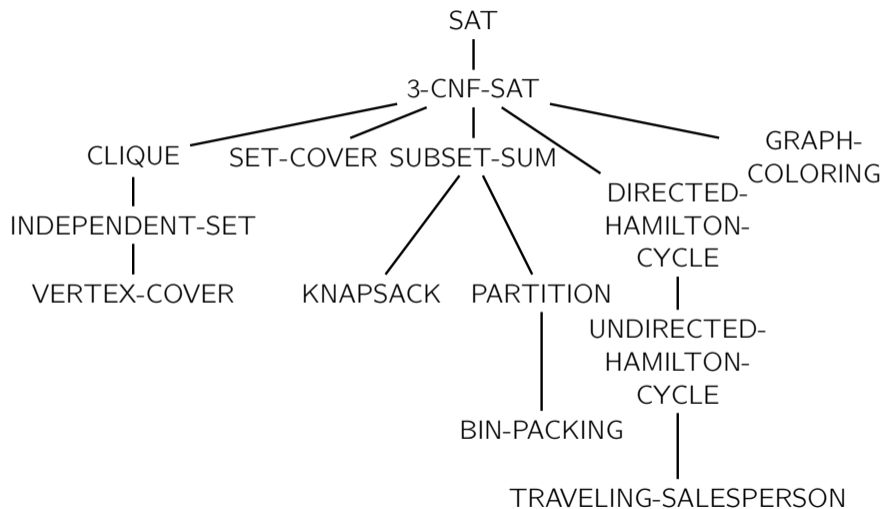 SAT
3-CNF-SAT
CLIQUE
SET-COVER
SUBSET-SUM
GRAPH-
COLORING
DIRECTED-
HAMILTON-
CYCLE
INDEPENDENT-SET
VERTEX-COVER
KNAPSACK
PARTITION
UNDIRECTED-
HAMILTON-
CYCLE
BIN-PACKING
TRAVELING-SALESPERSON